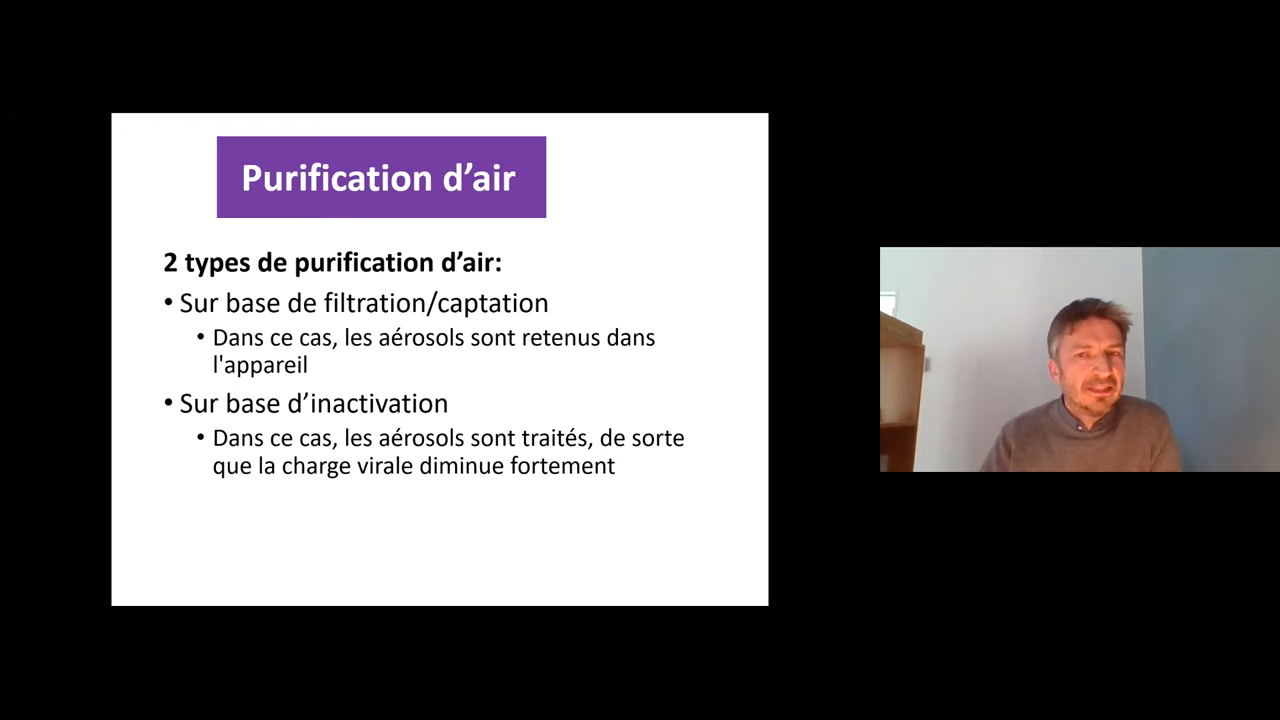 Purification d’air
2 types de purification d’air:
• Sur base de filtration/captation
• Dans ce cas, les aérosols sont retenus dans
l'appareil
• Sur base d’inactivation
• Dans ce cas, les aérosols sont traités, de sorte
que la charge virale diminue fortement